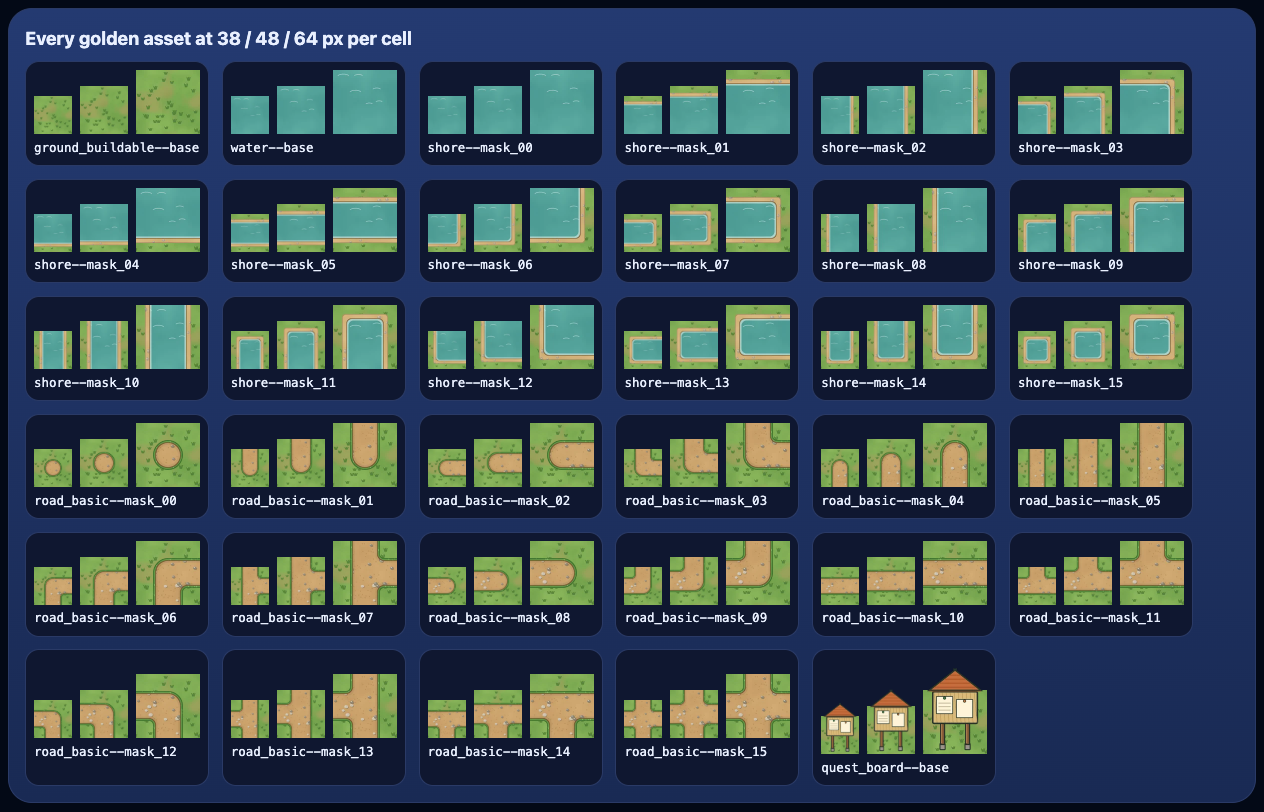 Every golden asset at 38 / 48 / 64 px per cell
ground_buildable--base
water--base
shore--mask_00
shore--mask_01
shore--mask_02
shore--mask_03
shore--mask_04
shore--mask_05
shore--mask_06
shore--mask_07
shore--mask_08
shore--mask_09
shore--mask_10
shore--mask_11
shore--mask_12
shore--mask_13
shore--mask_14
shore--mask_15
road_basic--mask_00
road_basic--mask_01
road_basic--mask_02
road_basic--mask_03
road_basic--mask_04
road_basic--mask_05
road_basic--mask_06
road_basic--mask_07
road_basic--mask_08
road_basic--mask_09
road_basic--mask_10
road_basic--mask_11
road_basic--mask_12
road_basic--mask_13
road_basic--mask_14
road_basic--mask_15
quest_board--base